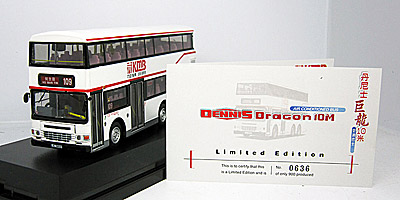 109
KMB
AIR CONDITIONED BUS
DENNIS Dragon 10M
Limited Edition
This is to certify that this
is a Limited Edition and is
No. 0636
of only 900 produced
丹尼士
巨龍
10米